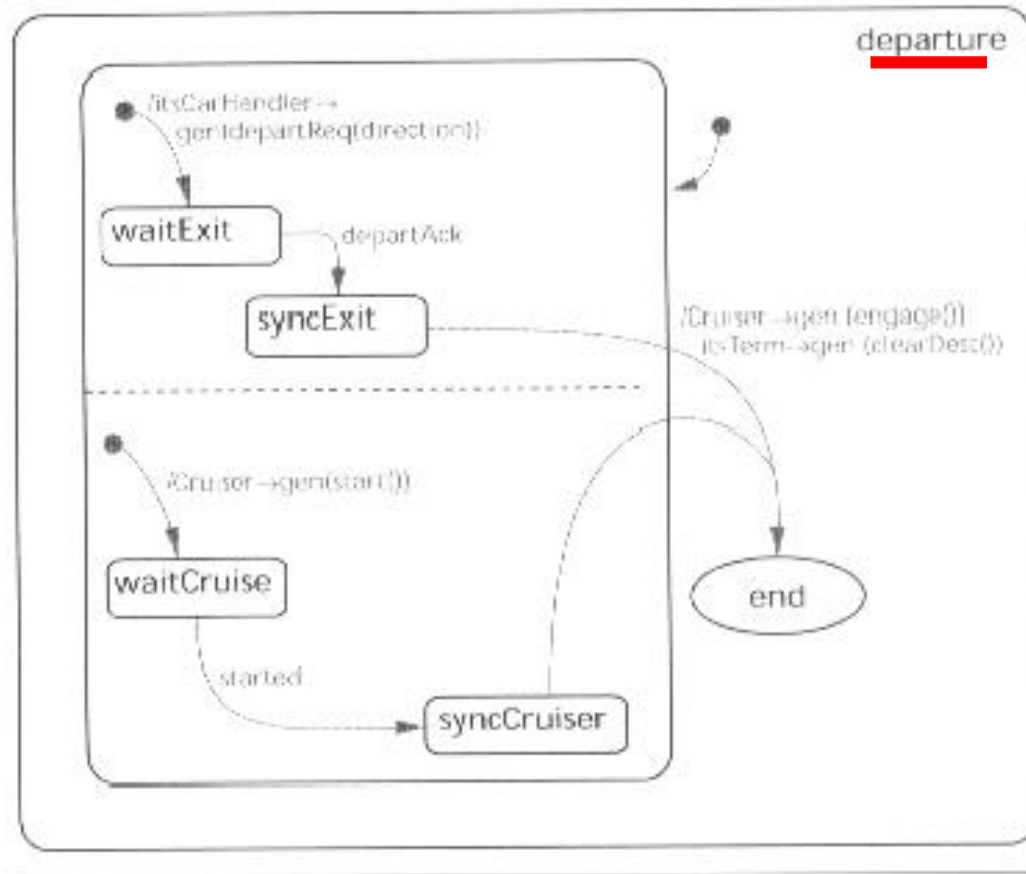 departure
/itsCarHandler→
gen(departReq(direction))
waitExit
departAck
syncExit
/Cruiser→gen (engage());
itsTerm→gen (clearDest())
/Cruiser→gen(start())
waitCruise
end
started
syncCruiser